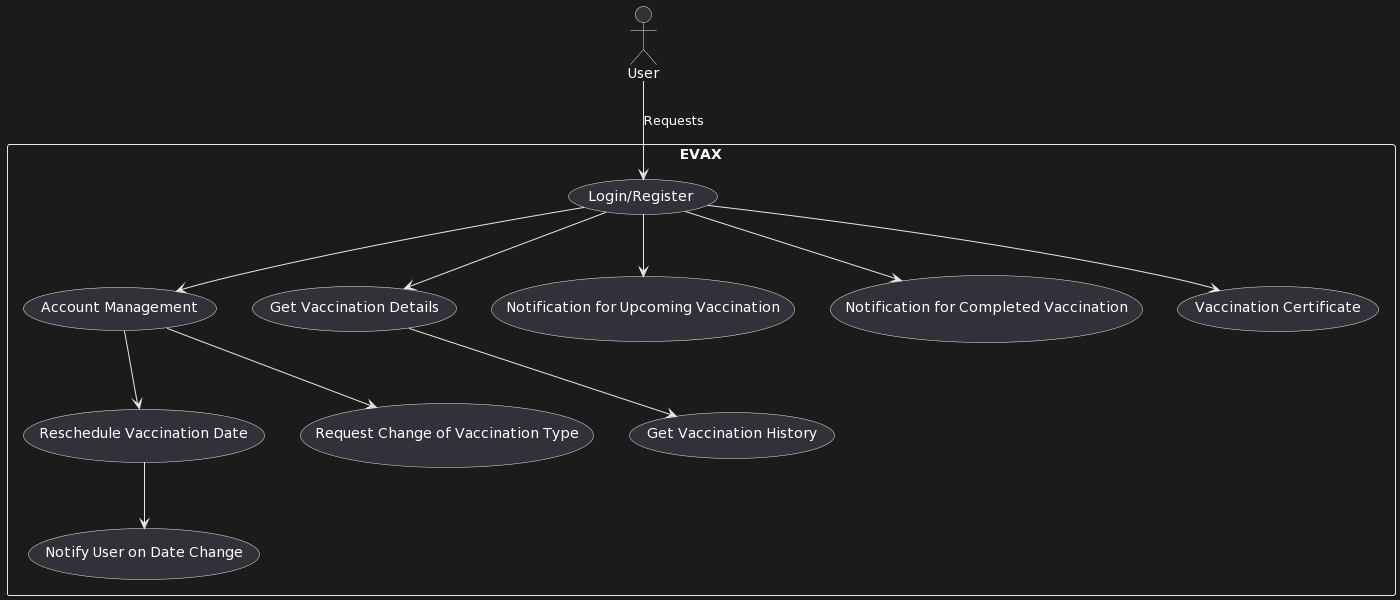 User
Requests
EVAX
Login/Register
Account Management
Get Vaccination Details
Notification for Upcoming Vaccination
Notification for Completed Vaccination
Vaccination Certificate
Reschedule Vaccination Date
Request Change of Vaccination Type
Get Vaccination History
Notify User on Date Change